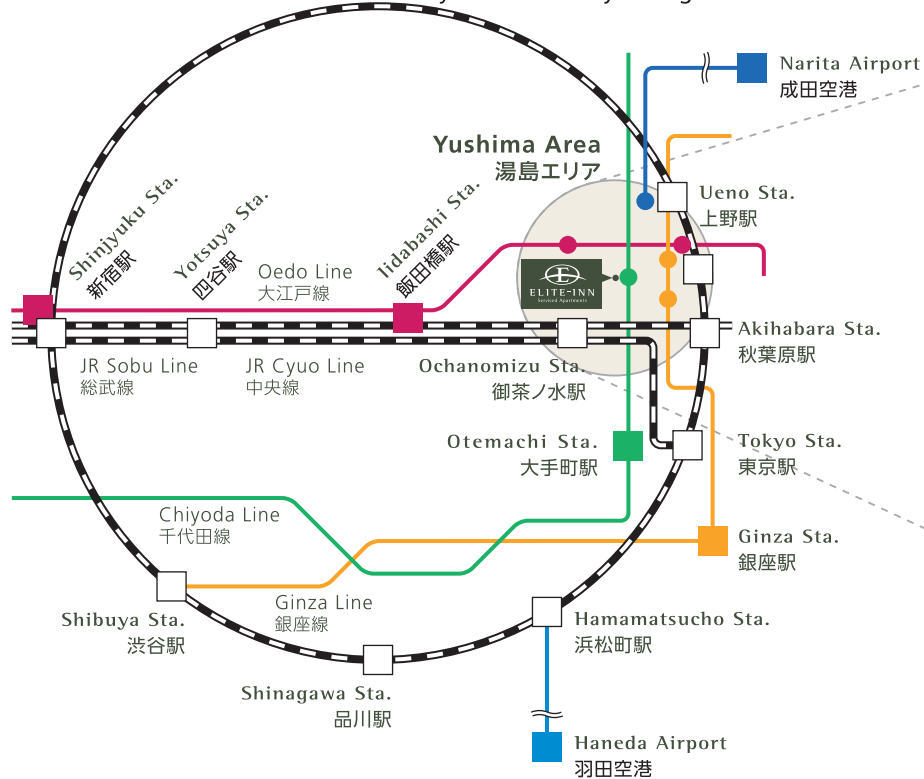 Narita Airport
成田空港
Yushima Area
湯島エリア
Ueno Sta.
上野駅
Shinjyuku Sta.
新宿駅
Yotsuya Sta.
四谷駅
Iidabashi Sta.
飯田橋駅
Oedo Line
大江戸線
E
ELITE-INN
Serviced Apartments
JR Sobu Line
総武線
JR Cyuo Line
中央線
Ochanomizu Sta.
御茶ノ水駅
Akihabara Sta.
秋葉原駅
Otemachi Sta.
大手町駅
Tokyo Sta.
東京駅
Chiyoda Line
千代田線
Ginza Sta.
銀座駅
Ginza Line
銀座線
Shibuya Sta.
渋谷駅
Hamamatsucho Sta.
浜松町駅
Shinagawa Sta.
品川駅
Haneda Airport
羽田空港